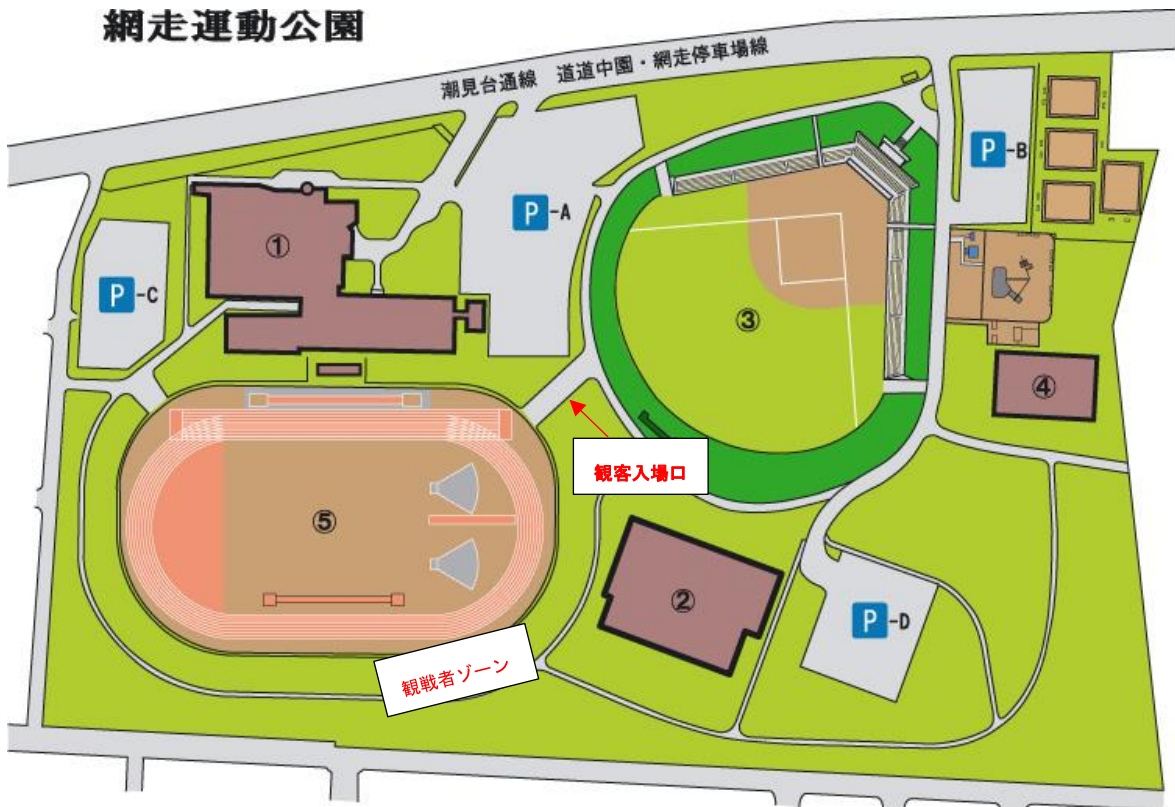 網走運動公園
潮見台通線 道道中園・網走停車場線
P-B
P-A
①
P-C
③
④
観客入場口
⑤
②
P-D
観戦者ゾーン